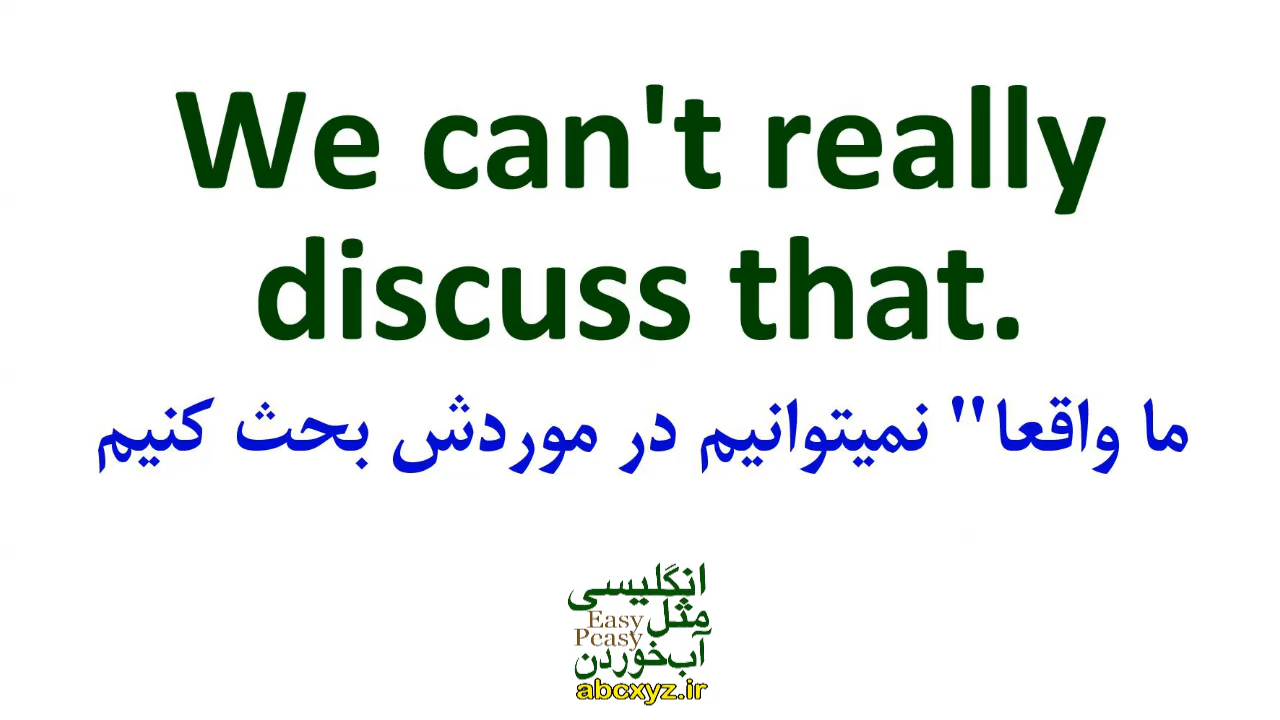 We can't really
discuss that.
ما واقعا" نمیتوانیم در موردش بحث کنیم
انگلیسی
مثل
Easy
Peasy
آب‌خوردن
abcxyz.ir